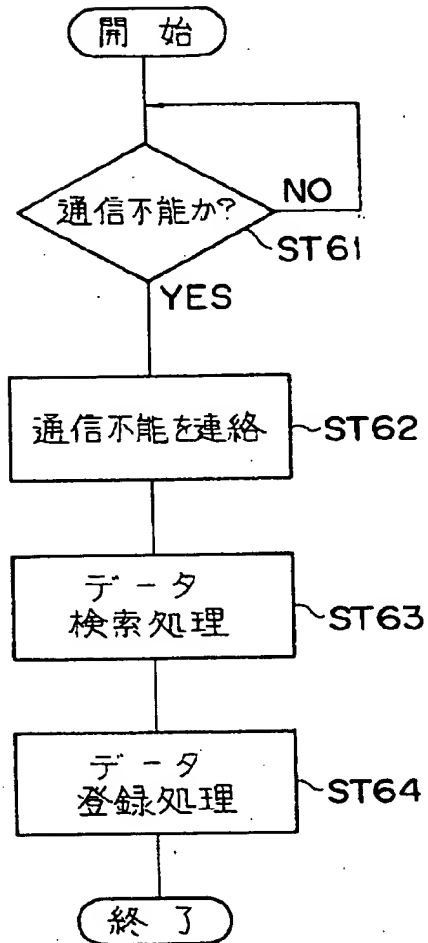 開始
通信不能か?
NO
ST61
YES
通信不能を連絡
ST62
データ
検索処理
ST63
データ
登録処理
ST64
終了